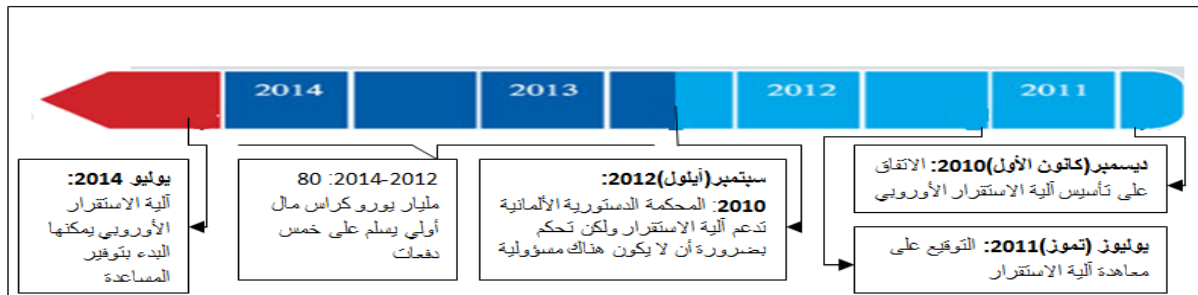 2011
2012
2013
2014
ديسمبر(كانون الأول)2010: الاتفاق
على تأسيس آلية الاستقرار الأوروبي
يوليوز (تموز)2011: التوقيع على
معاهدة آلية الاستقرار
سبتمبر(أيلول)2012:
2010: المحكمة الدستورية الألمانية
تدعم آلية الاستقرار ولكن تحكم
بضرورة أن لا يكون هناك مسؤولية
2012-2014: 80
مليار يورو كراس مال
أولي يسلم على خمس
دفعات
يوليو 2014:
آلية الاستقرار
الأوروبي يمكنها
البدء بتوفير
المساعدة